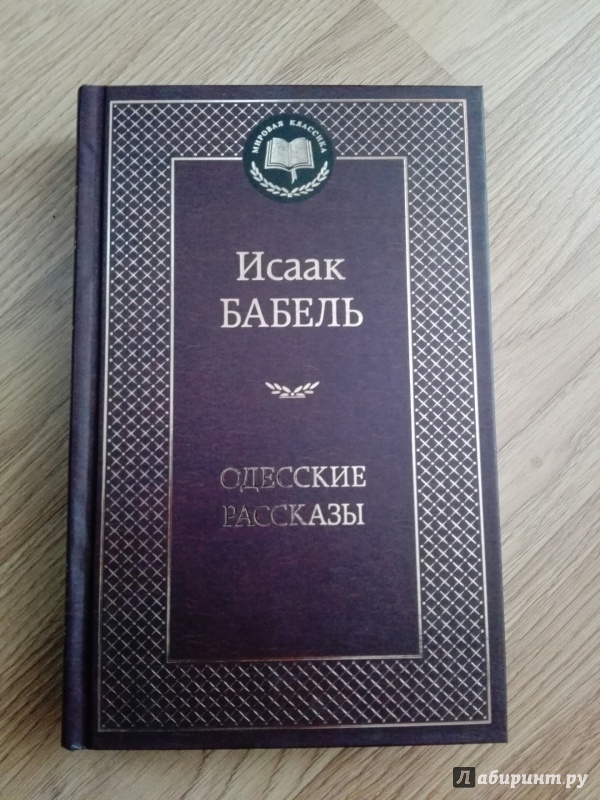 МИРОВАЯ КЛАССИКА
Исаак
БАБЕЛЬ
ОДЕССКИЕ
РАССКАЗЫ
Лабиринт.ру